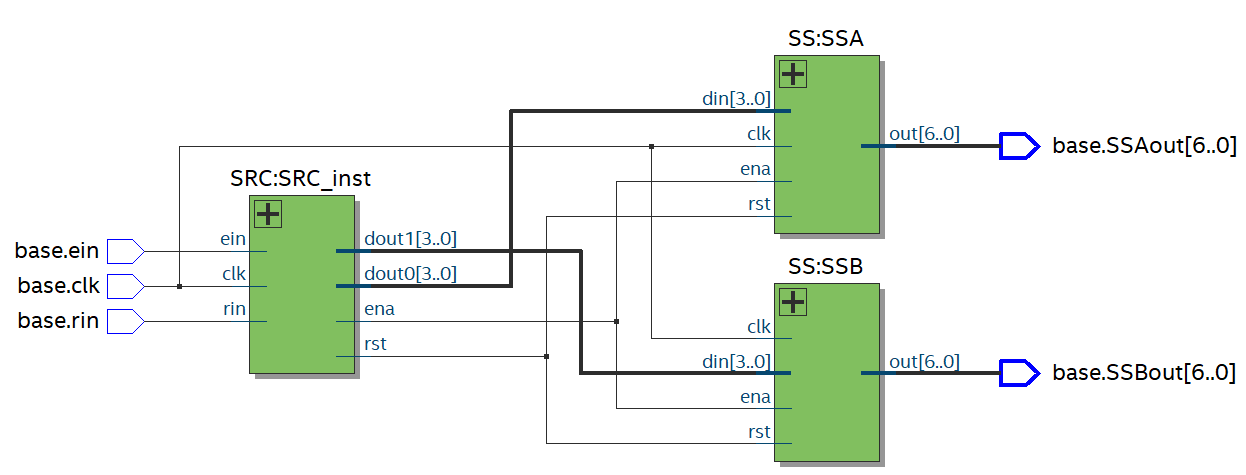 SS:SSA
din[3..0]
clk
ena
rst
out[6..0]
base.SSAout[6..0]
SRC:SRC_inst
base.ein
base.clk
base.rin
ein
clk
rin
dout1[3..0]
dout0[3..0]
ena
rst
SS:SSB
clk
din[3..0]
ena
rst
out[6..0]
base.SSBout[6..0]